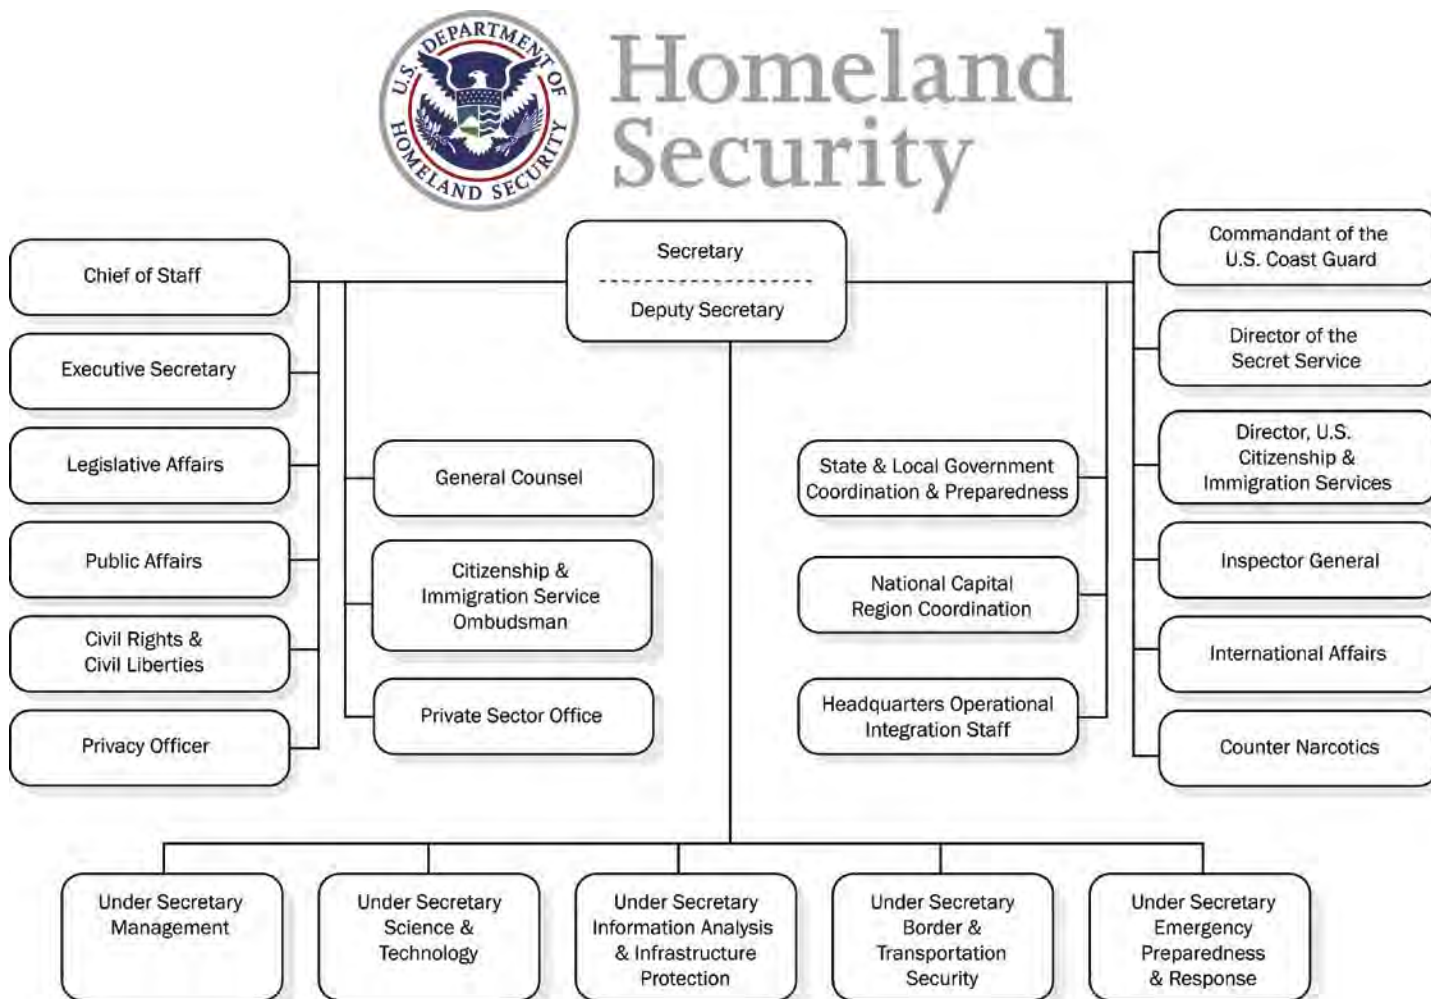 U.S. DEPARTMENT OF
HOMELAND SECURITY
Homeland
Security
Secretary
Deputy Secretary
Chief of Staff
Executive Secretary
Legislative Affairs
Public Affairs
Civil Rights &
Civil Liberties
Privacy Officer
General Counsel
Citizenship &
Immigration Service
Ombudsman
Private Sector Office
State & Local Government
Coordination & Preparedness
National Capital
Region Coordination
Headquarters Operational
Integration Staff
Commandant of the
U.S. Coast Guard
Director of the
Secret Service
Director, U.S.
Citizenship &
Immigration Services
Inspector General
International Affairs
Counter Narcotics
Under Secretary
Management
Under Secretary
Science &
Technology
Under Secretary
Information Analysis
& Infrastructure
Protection
Under Secretary
Border &
Transportation
Security
Under Secretary
Emergency
Preparedness
& Response